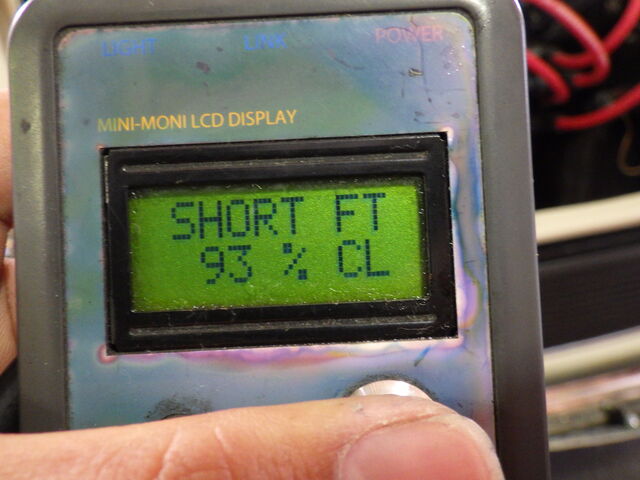 LIGHT LINK POWER
MINI-MONI LCD DISPLAY
SHORT FT
93 % CL